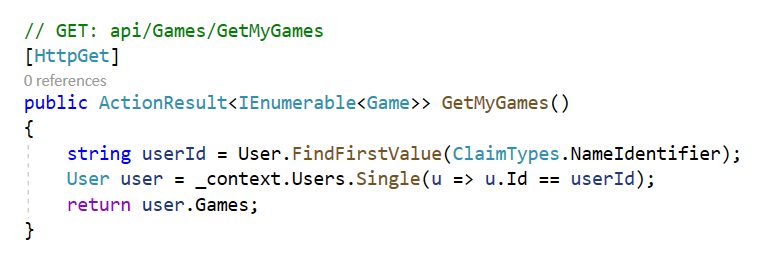 // GET: api/Games/GetMyGames
[HttpGet]
0 references
public ActionResult<IEnumerable<Game>> GetMyGames()
{
    string userId = User.FindFirstValue(ClaimTypes.NameIdentifier);
    User user = _context.Users.Single(u => u.Id == userId);
    return user.Games;
}